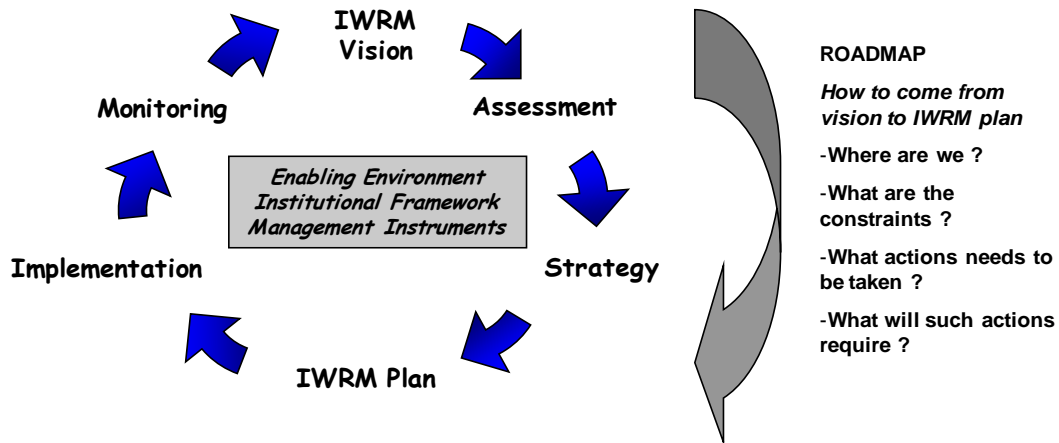 IWRM
Vision
Assessment
Strategy
IWRM Plan
Implementation
Monitoring
Enabling Environment
Institutional Framework
Management Instruments
ROADMAP
How to come from
vision to IWRM plan
-Where are we ?
-What are the
constraints ?
-What actions needs to
be taken ?
-What will such actions
require ?